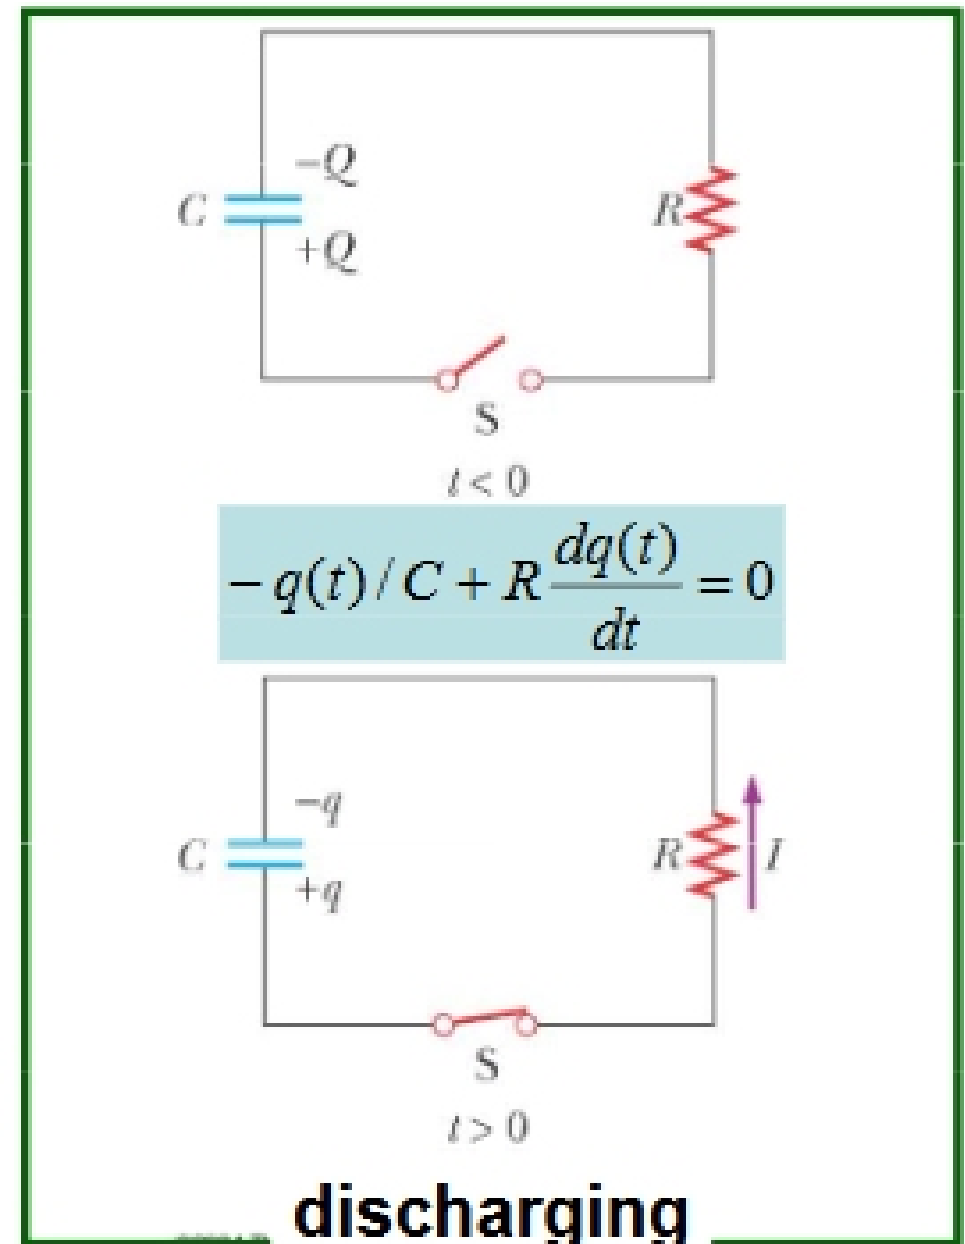 −Q
C
R
+Q
S
t < 0
− q(t) / C + R dq(t)/dt = 0
−q
C
R
I
+q
S
t > 0
discharging